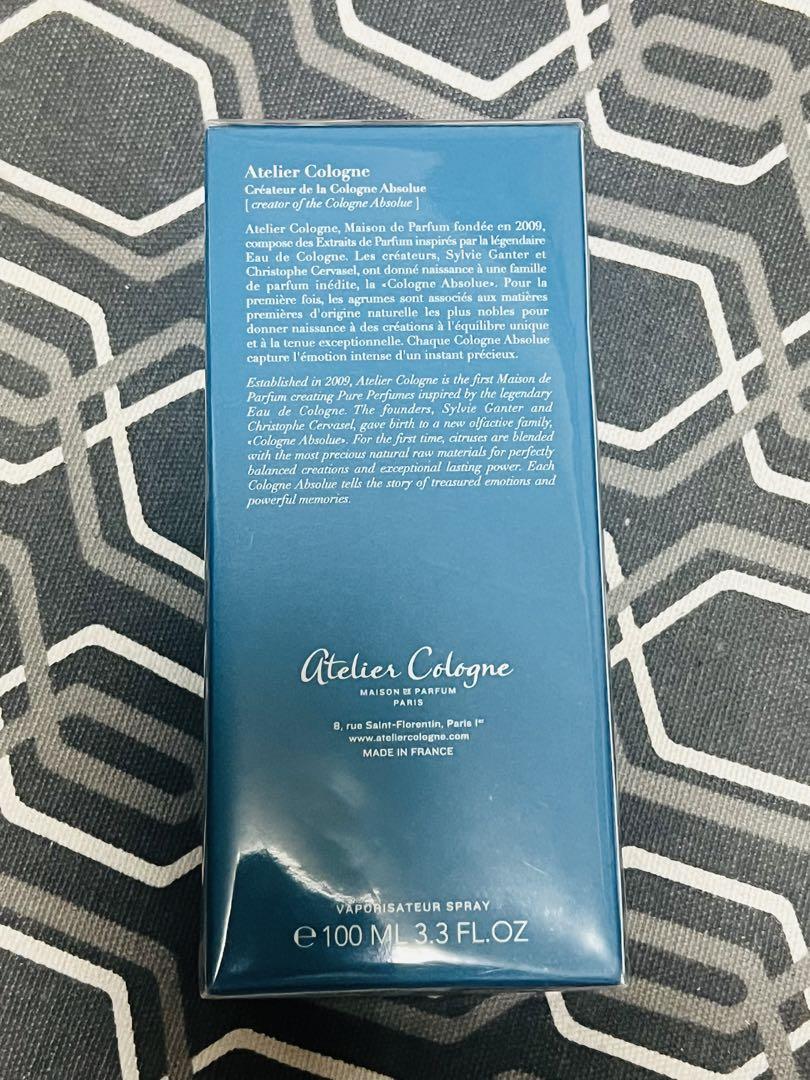 Atelier Cologne
Créateur de la Cologne Absolue
[ creator of the Cologne Absolue ]
Atelier Cologne, Maison de Parfum fondée en 2009,
compose des Extraits de Parfum inspirés par la légendaire
Eau de Cologne. Les créateurs, Sylvie Ganter et
Christophe Cervasel, ont donné naissance à une famille
de parfum inédite, la «Cologne Absolue». Pour la
première fois, les agrumes sont associés aux matières
premières d'origine naturelle les plus nobles pour
donner naissance à des créations à l'équilibre unique
et à la tenue exceptionnelle. Chaque Cologne Absolue
capture l'émotion intense d'un instant précieux.
Established in 2009, Atelier Cologne is the first Maison de
Parfum creating Pure Perfumes inspired by the legendary
Eau de Cologne. The founders, Sylvie Ganter and
Christophe Cervasel, gave birth to a new olfactive family,
«Cologne Absolue». For the first time, citruses are blended
with the most precious natural raw materials for perfectly
balanced creations and exceptional lasting power. Each
Cologne Absolue tells the story of treasured emotions and
powerful memories.
Atelier Cologne
MAISON DE PARFUM
PARIS
8, rue Saint-Florentin, Paris Iᵉʳ
www.ateliercologne.com
MADE IN FRANCE
VAPORISATEUR SPRAY
℮ 100 ML 3.3 FL.OZ